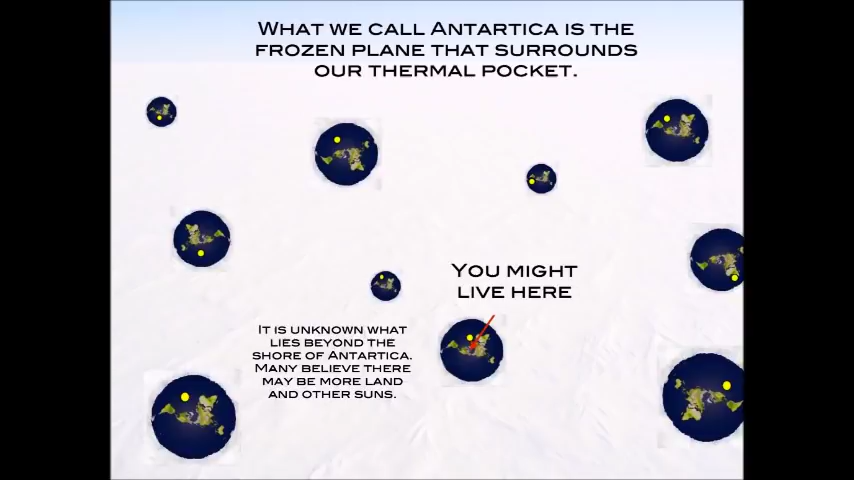 What we call Antartica is the
frozen plane that surrounds
our thermal pocket.
You might
live here
It is unknown what
lies beyond the
shore of Antartica.
Many believe there
may be more land
and other suns.